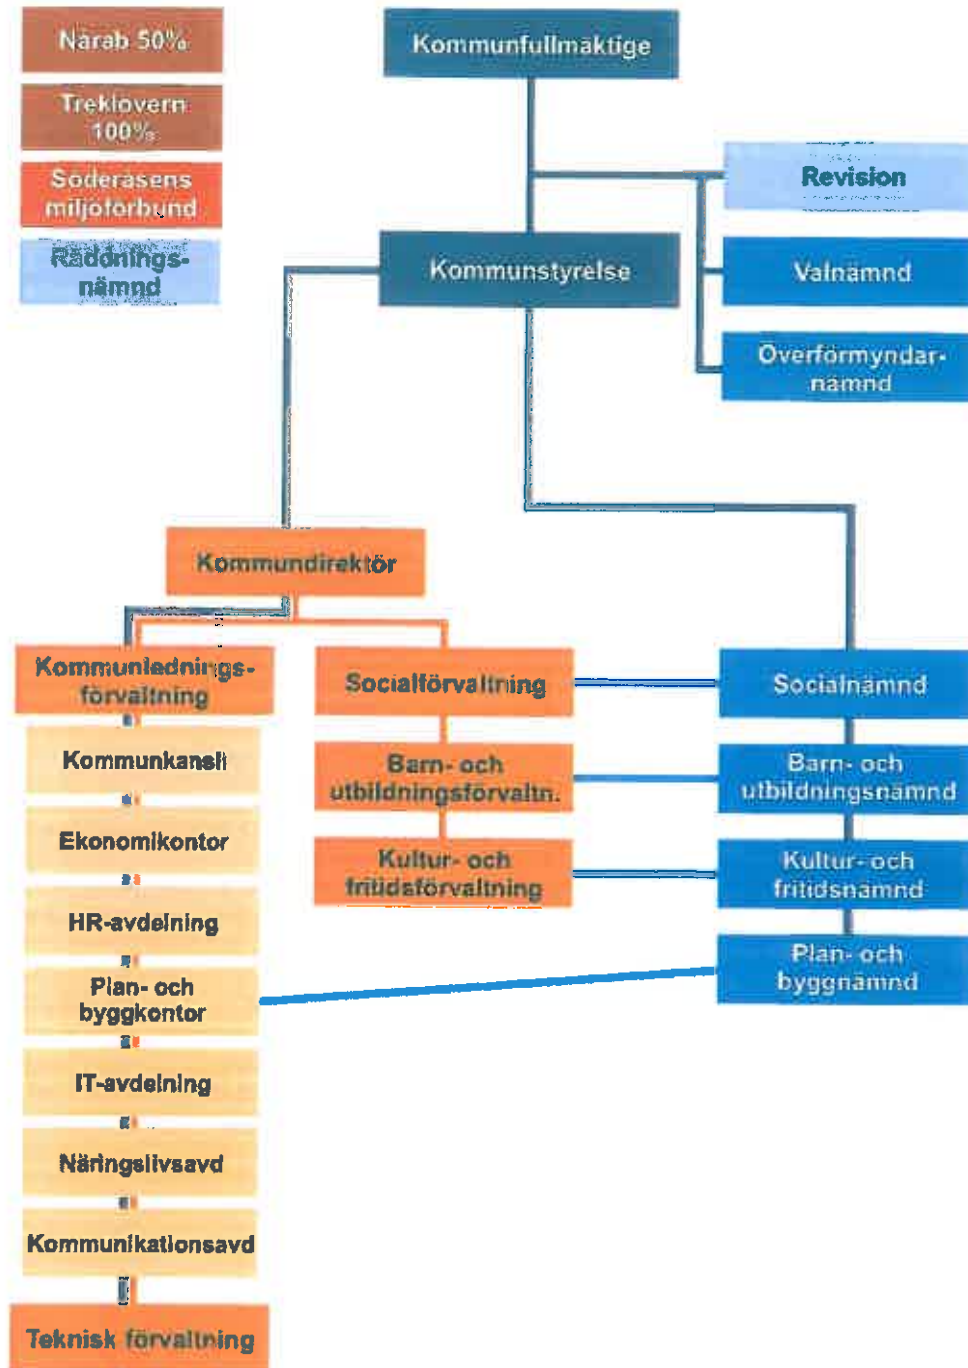 Nårab 50%
Treklövern
100%
Söderåsens
miljöförbund
Räddnings-
nämnd
Kommunfullmäktige
Revision
Kommunstyrelse
Valnämnd
Överförmyndar-
nämnd
Kommundirektör
Kommunlednings-
förvaltning
Socialförvaltning
Socialnämnd
Kommunkansli
Barn- och
utbildningsförvaltn.
Barn- och
utbildningsnämnd
Ekonomikontor
Kultur- och
fritidsförvaltning
Kultur- och
fritidsnämnd
HR-avdelning
Plan- och
byggnämnd
Plan- och
byggkontor
IT-avdelning
Näringslivsavd
Kommunikationsavd
Teknisk förvaltning